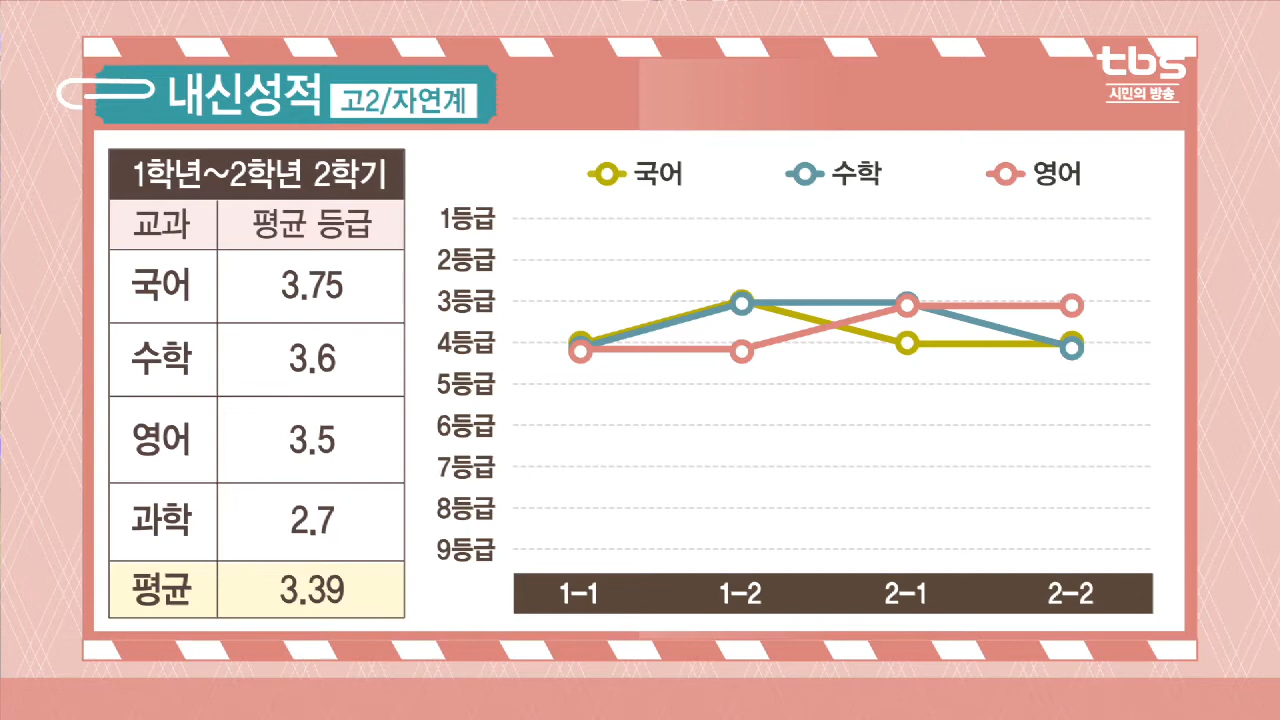 tbs
시민의 방송
내신성적 고2/자연계
1학년~2학년 2학기
교과 평균 등급
국어 3.75
수학 3.6
영어 3.5
과학 2.7
평균 3.39
국어 수학 영어
1등급
2등급
3등급
4등급
5등급
6등급
7등급
8등급
9등급
1-1 1-2 2-1 2-2